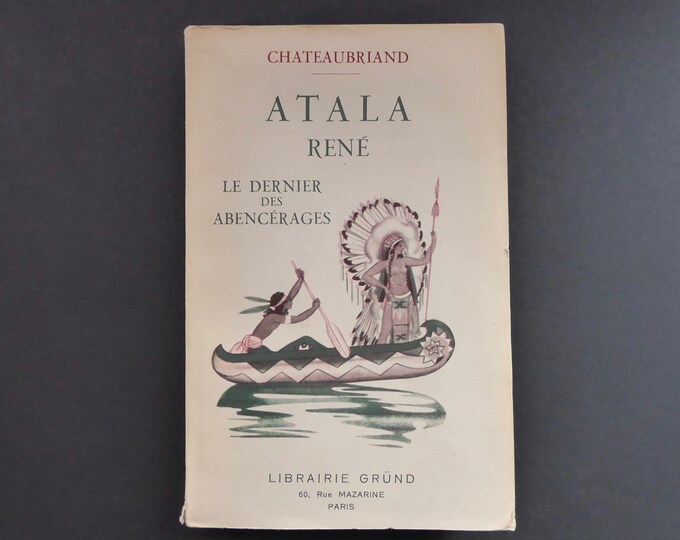 CHATEAUBRIAND
ATALA
RENÉ
LE DERNIER
DES
ABENCÉRAGES
LIBRAIRIE GRÜND
60, Rue MAZARINE
PARIS